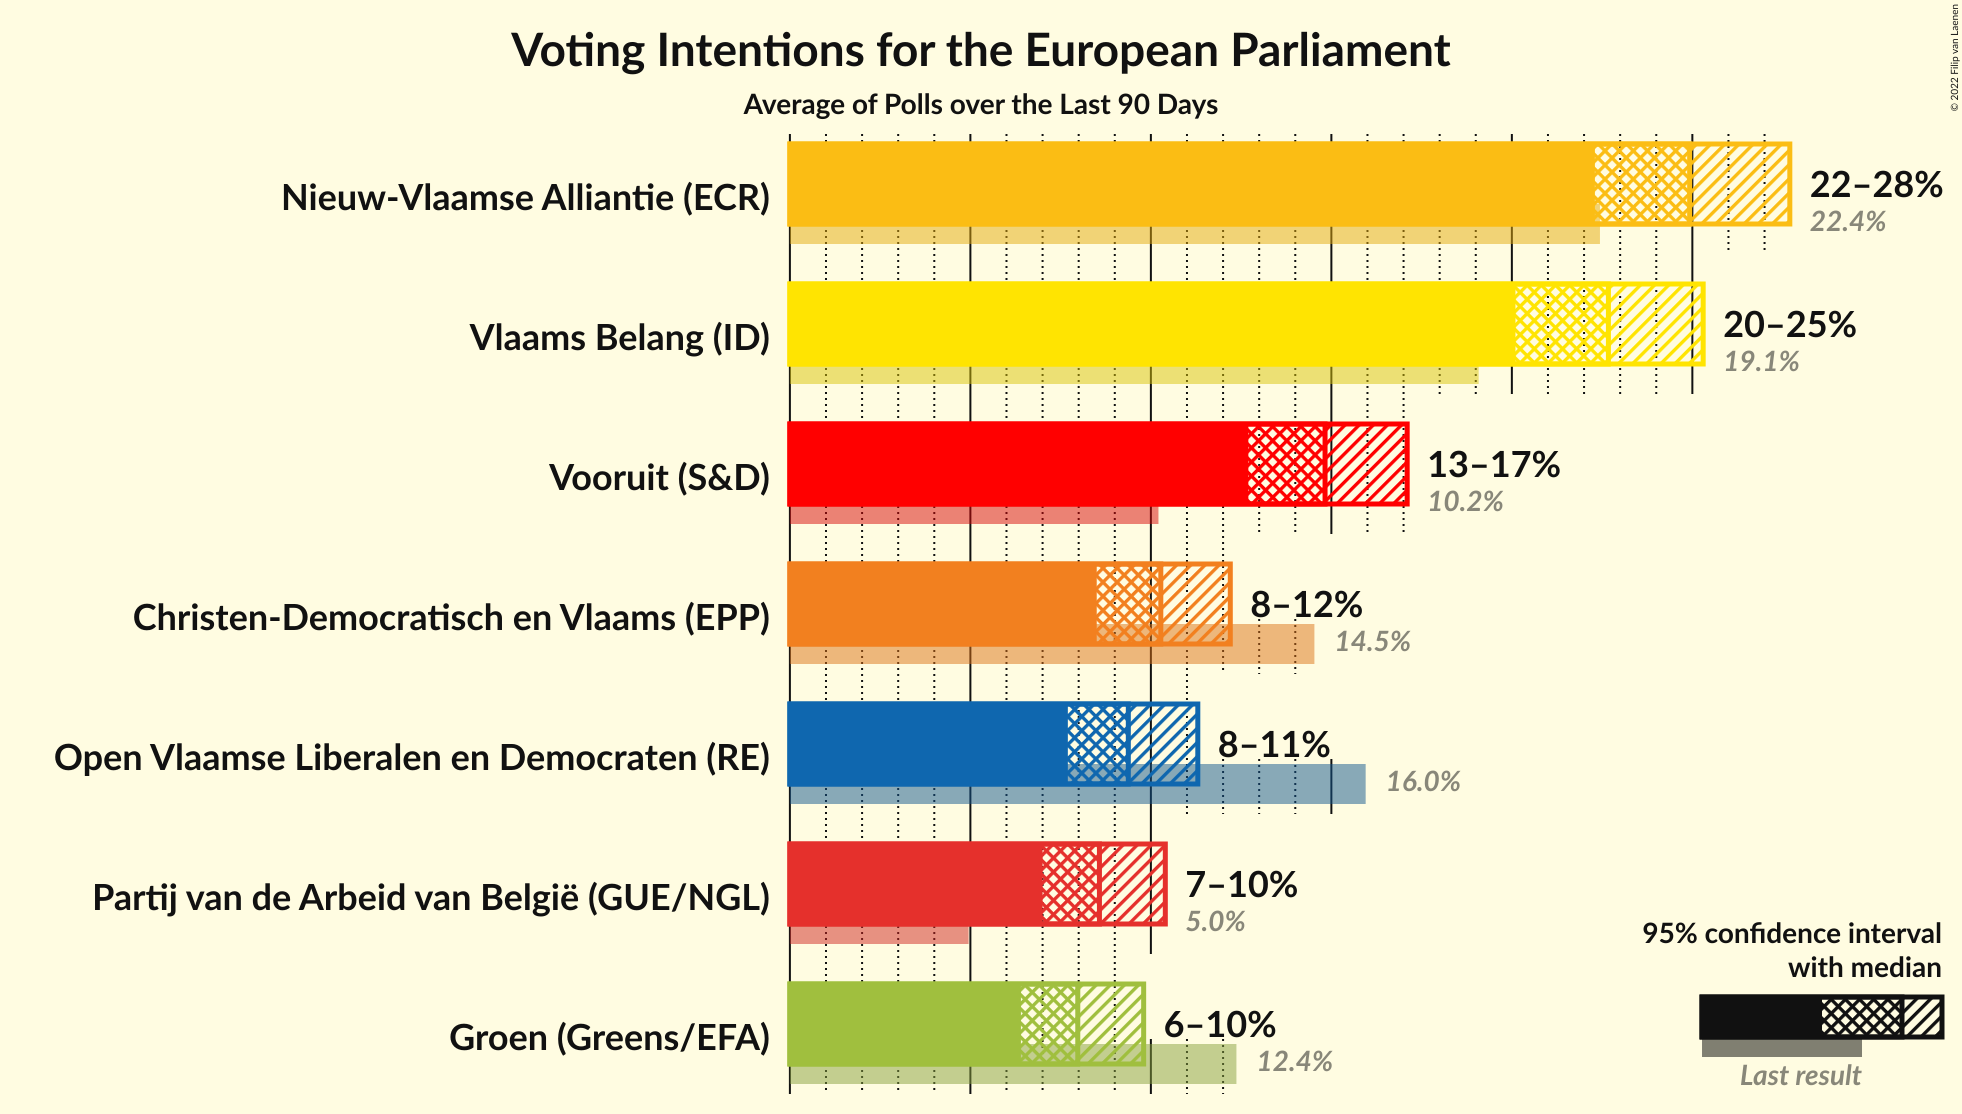 Voting Intentions for the European Parliament
Average of Polls over the Last 90 Days
© 2022 Filip van Laenen
Nieuw-Vlaamse Alliantie (ECR)
22–28%
22.4%
Vlaams Belang (ID)
20–25%
19.1%
Vooruit (S&D)
13–17%
10.2%
Christen-Democratisch en Vlaams (EPP)
8–12%
14.5%
Open Vlaamse Liberalen en Democraten (RE)
8–11%
16.0%
Partij van de Arbeid van België (GUE/NGL)
7–10%
5.0%
Groen (Greens/EFA)
6–10%
12.4%
95% confidence interval
with median
Last result